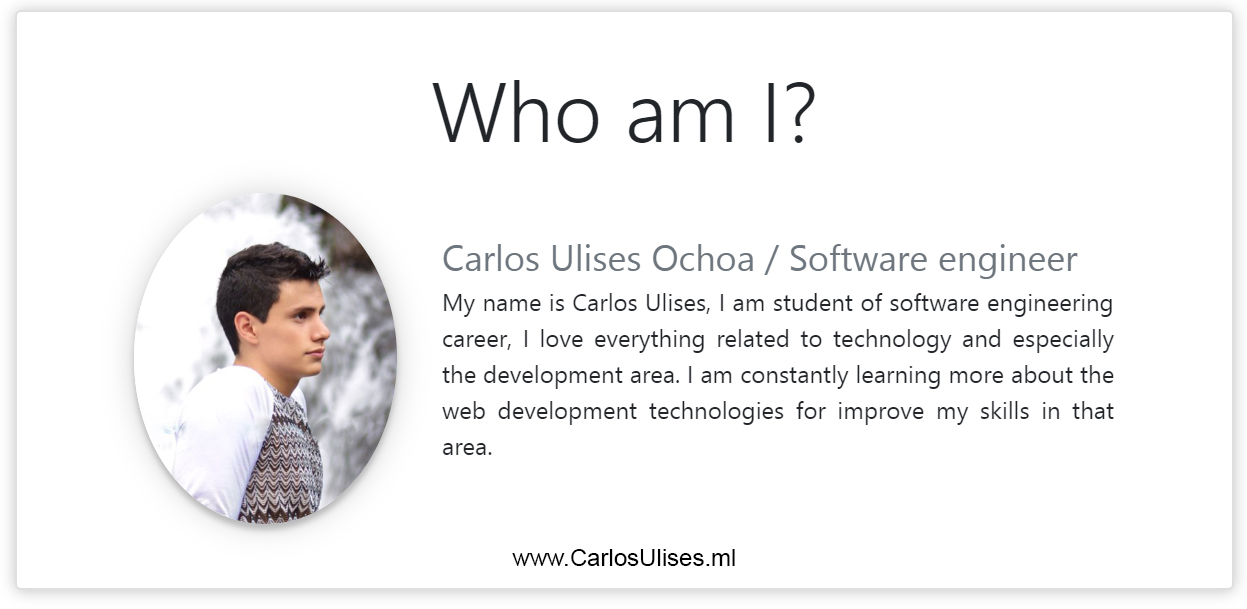 Who am I?
Carlos Ulises Ochoa / Software engineer
My name is Carlos Ulises, I am student of software engineering
career, I love everything related to technology and especially
the development area. I am constantly learning more about the
web development technologies for improve my skills in that
area.
www.CarlosUlises.ml